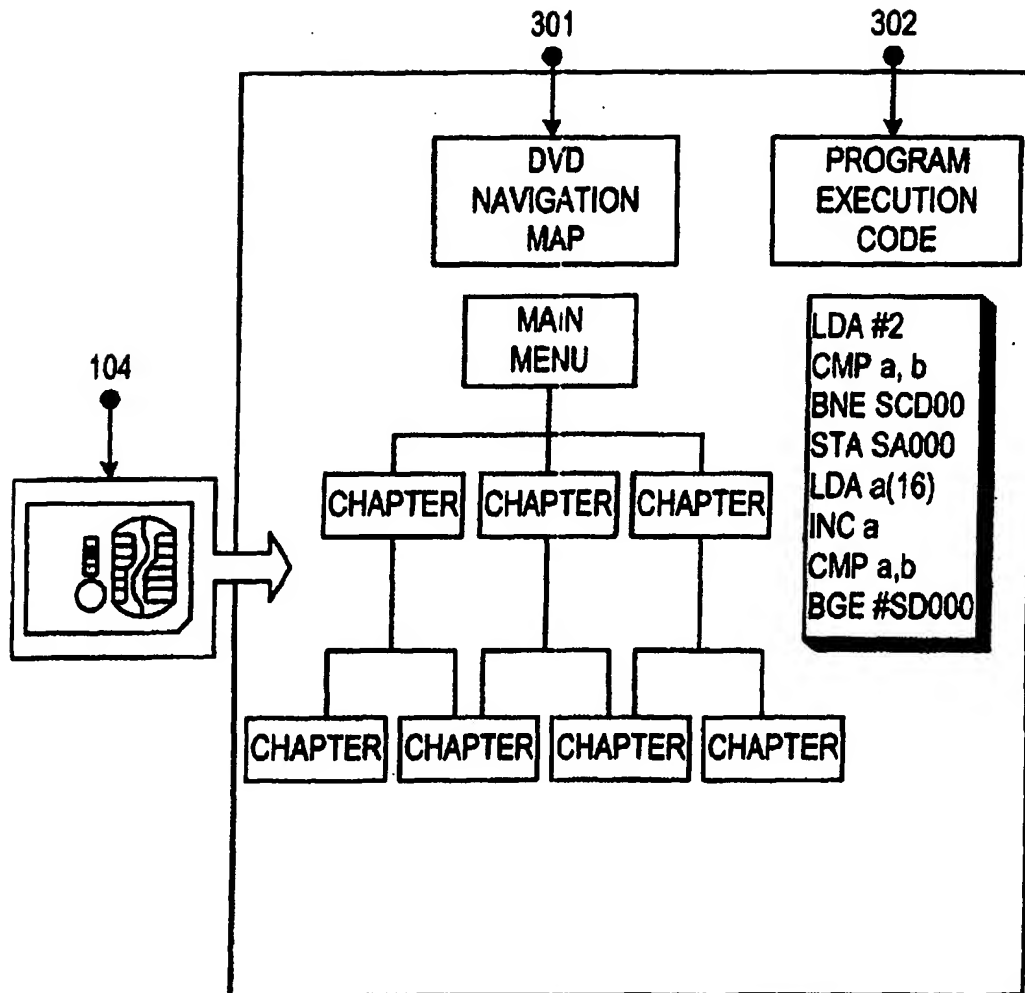 301
302
DVD
NAVIGATION
MAP
PROGRAM
EXECUTION
CODE
MAIN
MENU
LDA #2
CMP a, b
BNE SCD00
STA SA000
LDA a(16)
INC a
CMP a,b
BGE #SD000
104
CHAPTER
CHAPTER
CHAPTER
CHAPTER
CHAPTER
CHAPTER
CHAPTER